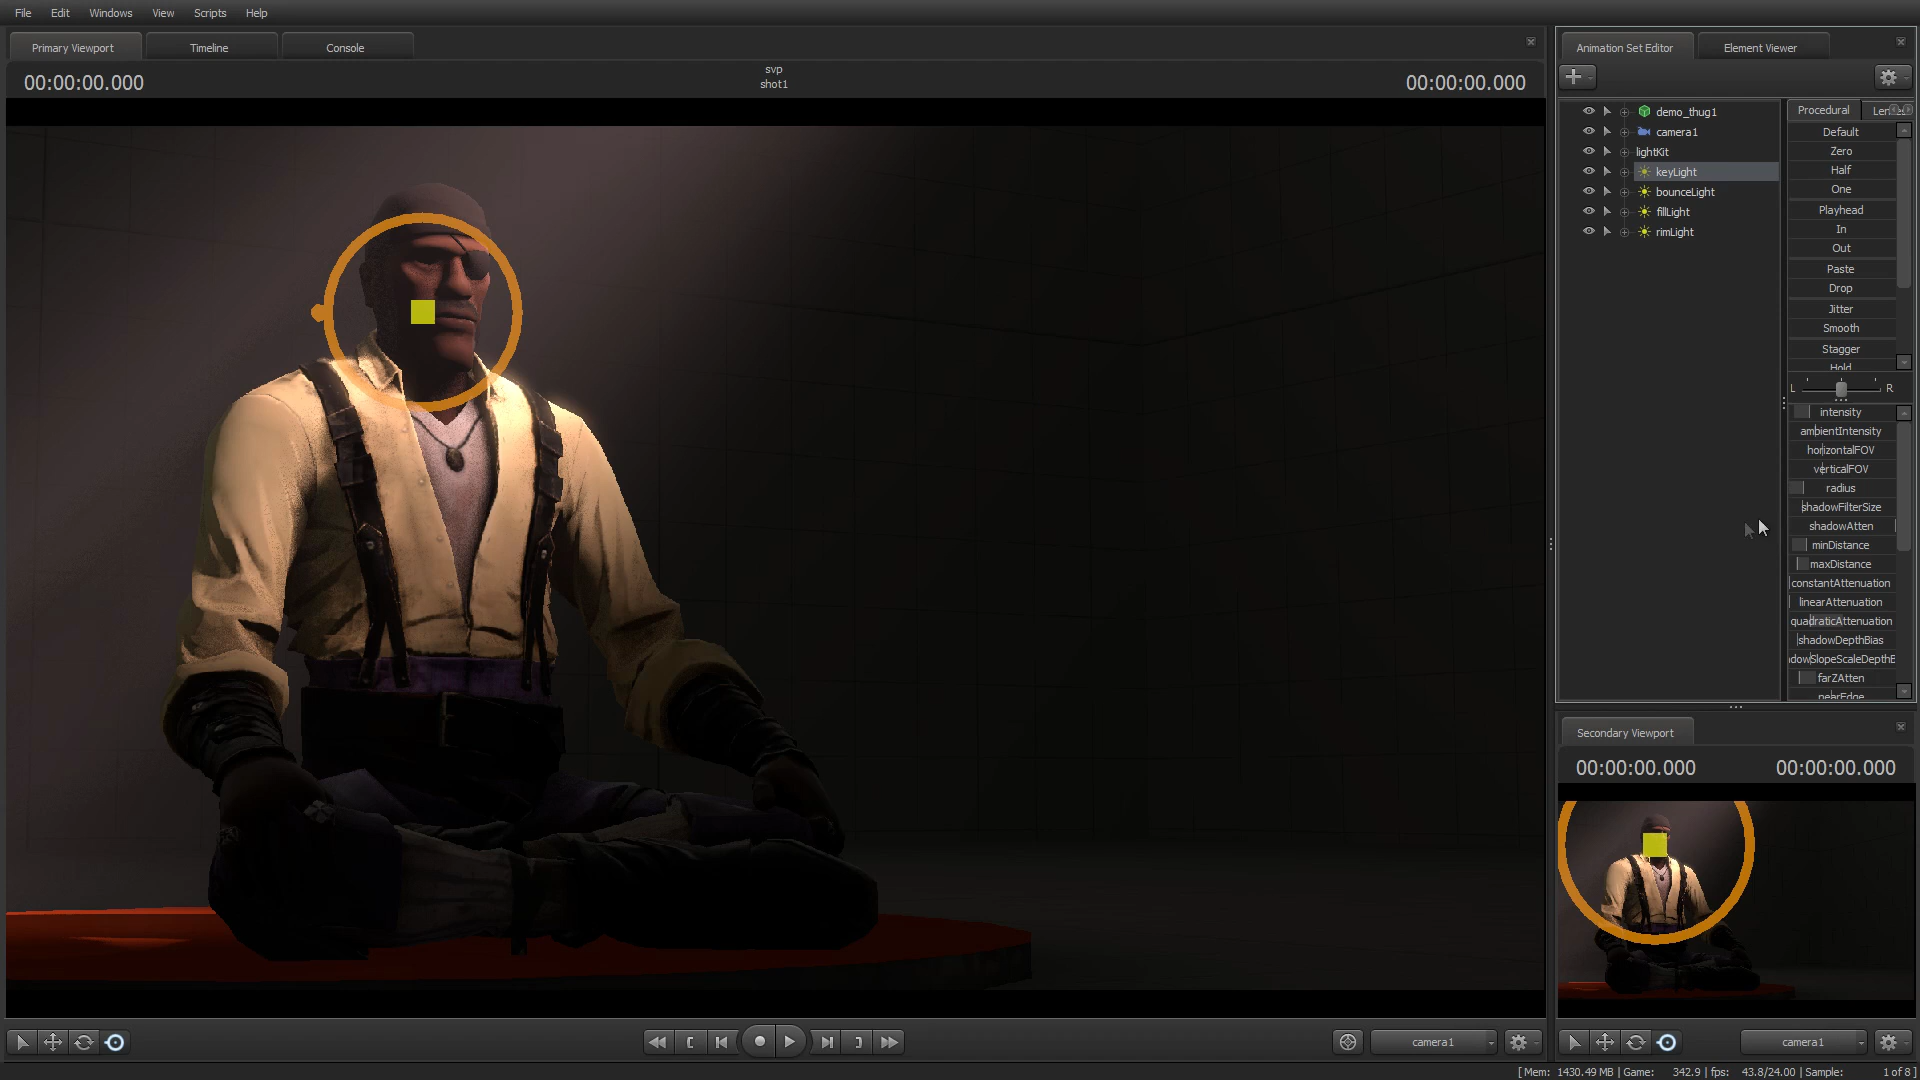 File Edit Windows View Scripts Help
Primary Viewport Timeline Console
00:00:00.000
svp
shot1
00:00:00.000
Animation Set Editor Element Viewer
demo_thug1
camera1
lightKit
keyLight
bounceLight
fillLight
rimLight
Procedural
Default
Zero
Half
One
Playhead
In
Out
Paste
Drop
Jitter
Smooth
Stagger
Hold
L R
intensity
ambientIntensity
horizontalFOV
verticalFOV
radius
shadowFilterSize
shadowAtten
minDistance
maxDistance
constantAttenuation
linearAttenuation
quadraticAttenuation
shadowDepthBias
dowSlopeScaleDepthB
farZAtten
nearEdge
Secondary Viewport
00:00:00.000 00:00:00.000
camera1
camera1
[ Mem: 1430.49 MB | Game: 342.9 | fps: 43.8/24.00 | Sample: 1 of 8 ]